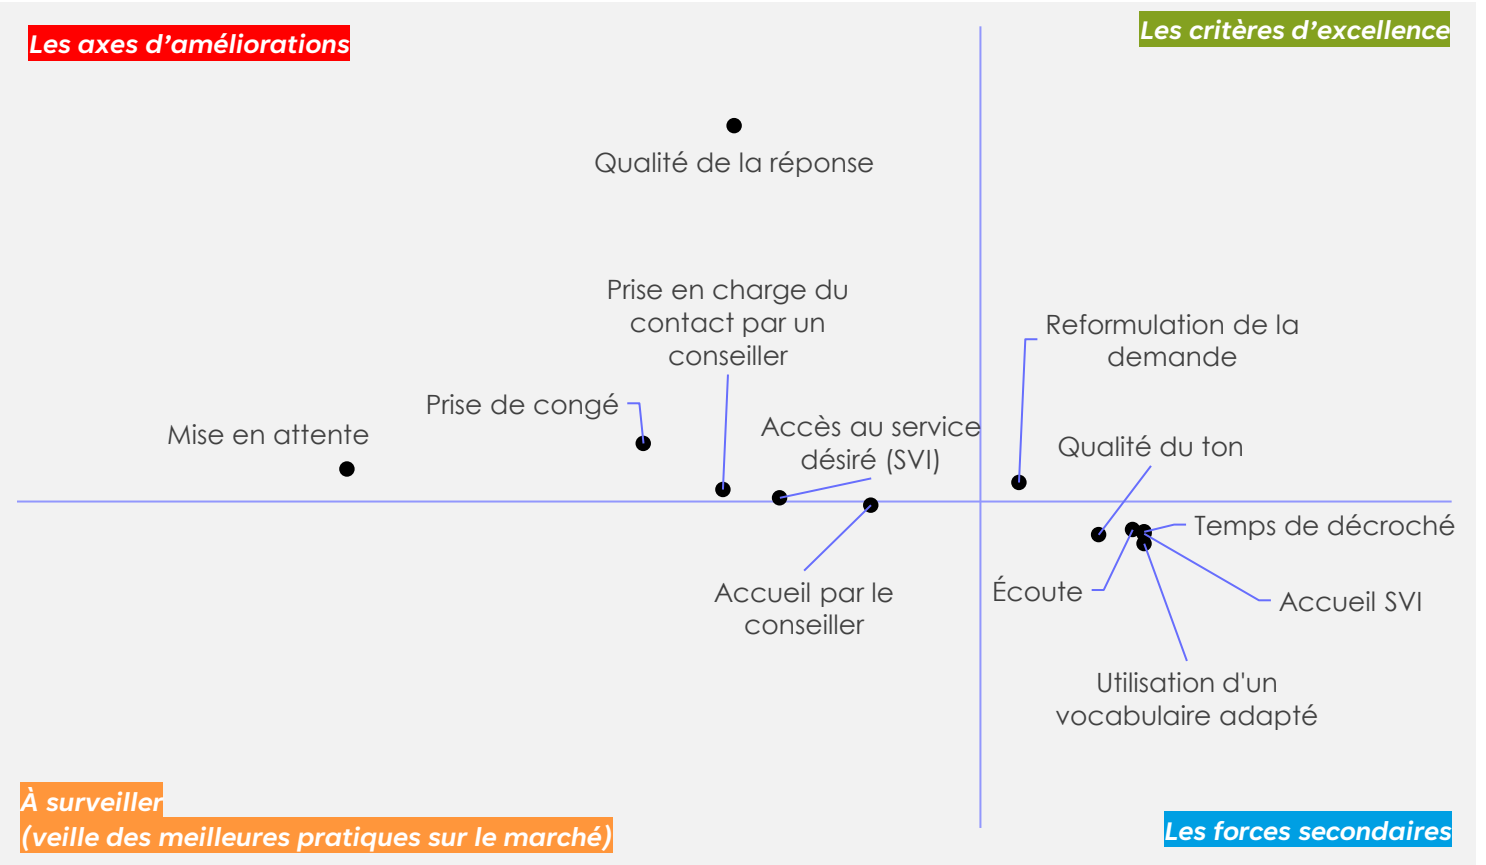 Les axes d’améliorations
Les critères d’excellence
Qualité de la réponse
Prise en charge du
contact par un
conseiller
Reformulation de la
demande
Prise de congé
Mise en attente
Accès au service
désiré (SVI)
Qualité du ton
Temps de décroché
Accueil par le
conseiller
Écoute
Accueil SVI
Utilisation d'un
vocabulaire adapté
À surveiller
(veille des meilleures pratiques sur le marché)
Les forces secondaires